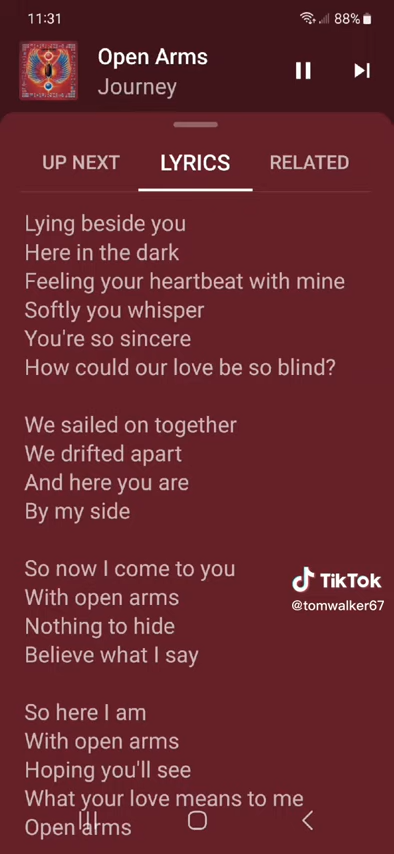 11:31
88%
Open Arms
Journey
UP NEXT
LYRICS
RELATED
Lying beside you
Here in the dark
Feeling your heartbeat with mine
Softly you whisper
You're so sincere
How could our love be so blind?
We sailed on together
We drifted apart
And here you are
By my side
So now I come to you
With open arms
Nothing to hide
Believe what I say
TikTok
@tomwalker67
So here I am
With open arms
Hoping you'll see
What your love means to me
Open arms